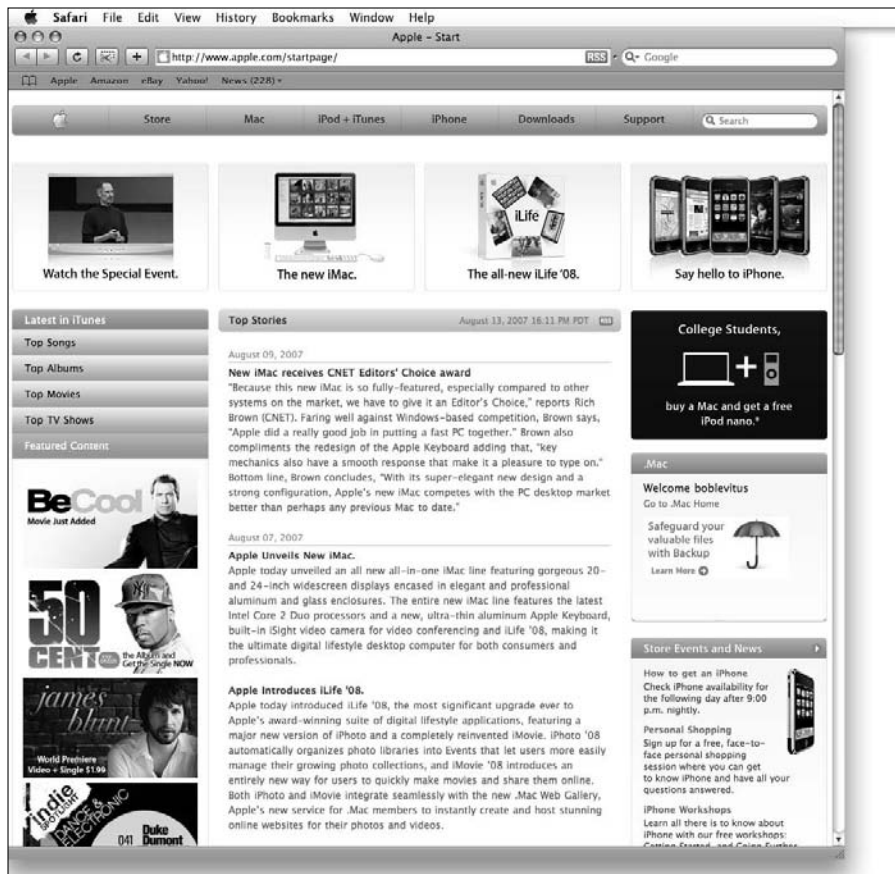 Safari File Edit View History Bookmarks Window Help
Apple – Start
http://www.apple.com/startpage/
RSS
Google
Apple Amazon eBay Yahoo! News (228)
Store Mac iPod + iTunes iPhone Downloads Support Search
iLife
Watch the Special Event.
The new iMac.
The all-new iLife '08.
Say hello to iPhone.
Latest in iTunes
Top Songs
Top Albums
Top Movies
Top TV Shows
Featured Content
BeCool
Movie Just Added
50
CENT
the Album and
Get the Single NOW
james
blunt
World Premiere
Video + Single $1.99
indie
SPOTLIGHT
DANCE &
ELECTRONIC
041 Duke
Dumont
Top Stories August 13, 2007 16:11 PM PDT RSS
August 09, 2007
New iMac receives CNET Editors' Choice award
"Because this new iMac is so fully-featured, especially compared to other
systems on the market, we have to give it an Editor's Choice," reports Rich
Brown (CNET). Faring well against Windows-based competition, Brown says,
"Apple did a really good job in putting a fast PC together." Brown also
compliments the redesign of the Apple Keyboard adding that, "key
mechanics also have a smooth response that make it a pleasure to type on."
Bottom line, Brown concludes, "With its super-elegant new design and a
strong configuration, Apple's new iMac competes with the PC desktop market
better than perhaps any previous Mac to date."
August 07, 2007
Apple Unveils New iMac.
Apple today unveiled an all new all-in-one iMac line featuring gorgeous 20-
and 24-inch widescreen displays encased in elegant and professional
aluminum and glass enclosures. The entire new iMac line features the latest
Intel Core 2 Duo processors and a new, ultra-thin aluminum Apple Keyboard,
built-in iSight video camera for video conferencing and iLife '08, making it
the ultimate digital lifestyle desktop computer for both consumers and
professionals.
Apple Introduces iLife '08.
Apple today introduced iLife '08, the most significant upgrade ever to
Apple's award-winning suite of digital lifestyle applications, featuring a
major new version of iPhoto and a completely reinvented iMovie. iPhoto '08
automatically organizes photo libraries into Events that let users more easily
manage their growing photo collections, and iMovie '08 introduces an
entirely new way for users to quickly make movies and share them online.
Both iPhoto and iMovie integrate seamlessly with the new .Mac Web Gallery,
Apple's new service for .Mac members to instantly create and host stunning
online websites for their photos and videos.
College Students,
buy a Mac and get a free
iPod nano.*
.Mac
Welcome boblevitus
Go to .Mac Home
Safeguard your
valuable files
with Backup
Learn More
Store Events and News
How to get an iPhone
Check iPhone availability for
the following day after 9:00
p.m. nightly.
Personal Shopping
Sign up for a free, face-to-
face personal shopping
session where you can get
to know iPhone and have all your
questions answered.
iPhone Workshops
Learn all there is to know about
iPhone with our free workshops:
Getting Started, and Going Further